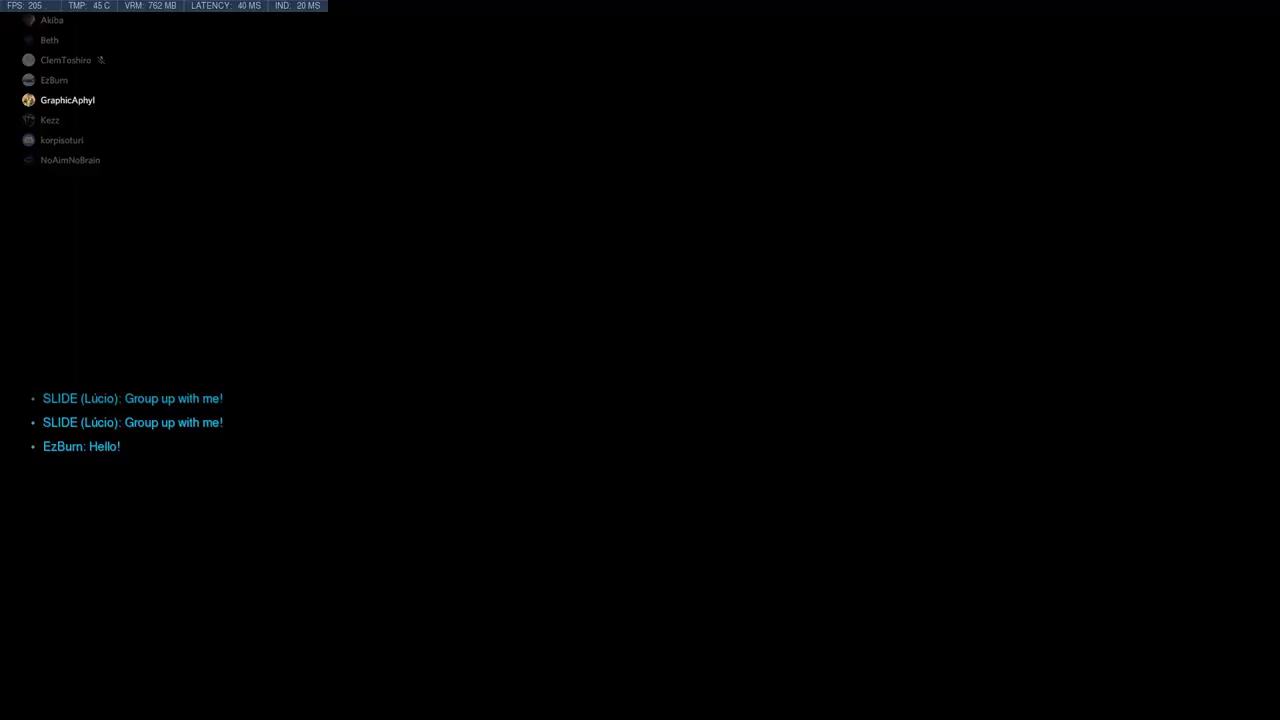 FPS: 205 TMP: 45 C VRM: 762 MB LATENCY: 40 MS IND: 20 MS
Akiba
Beth
ClemToshiro
EzBurn
GraphicAphyl
Kezz
korpisoturi
NoAimNoBrain
• SLIDE (Lúcio): Group up with me!
• SLIDE (Lúcio): Group up with me!
• EzBurn: Hello!